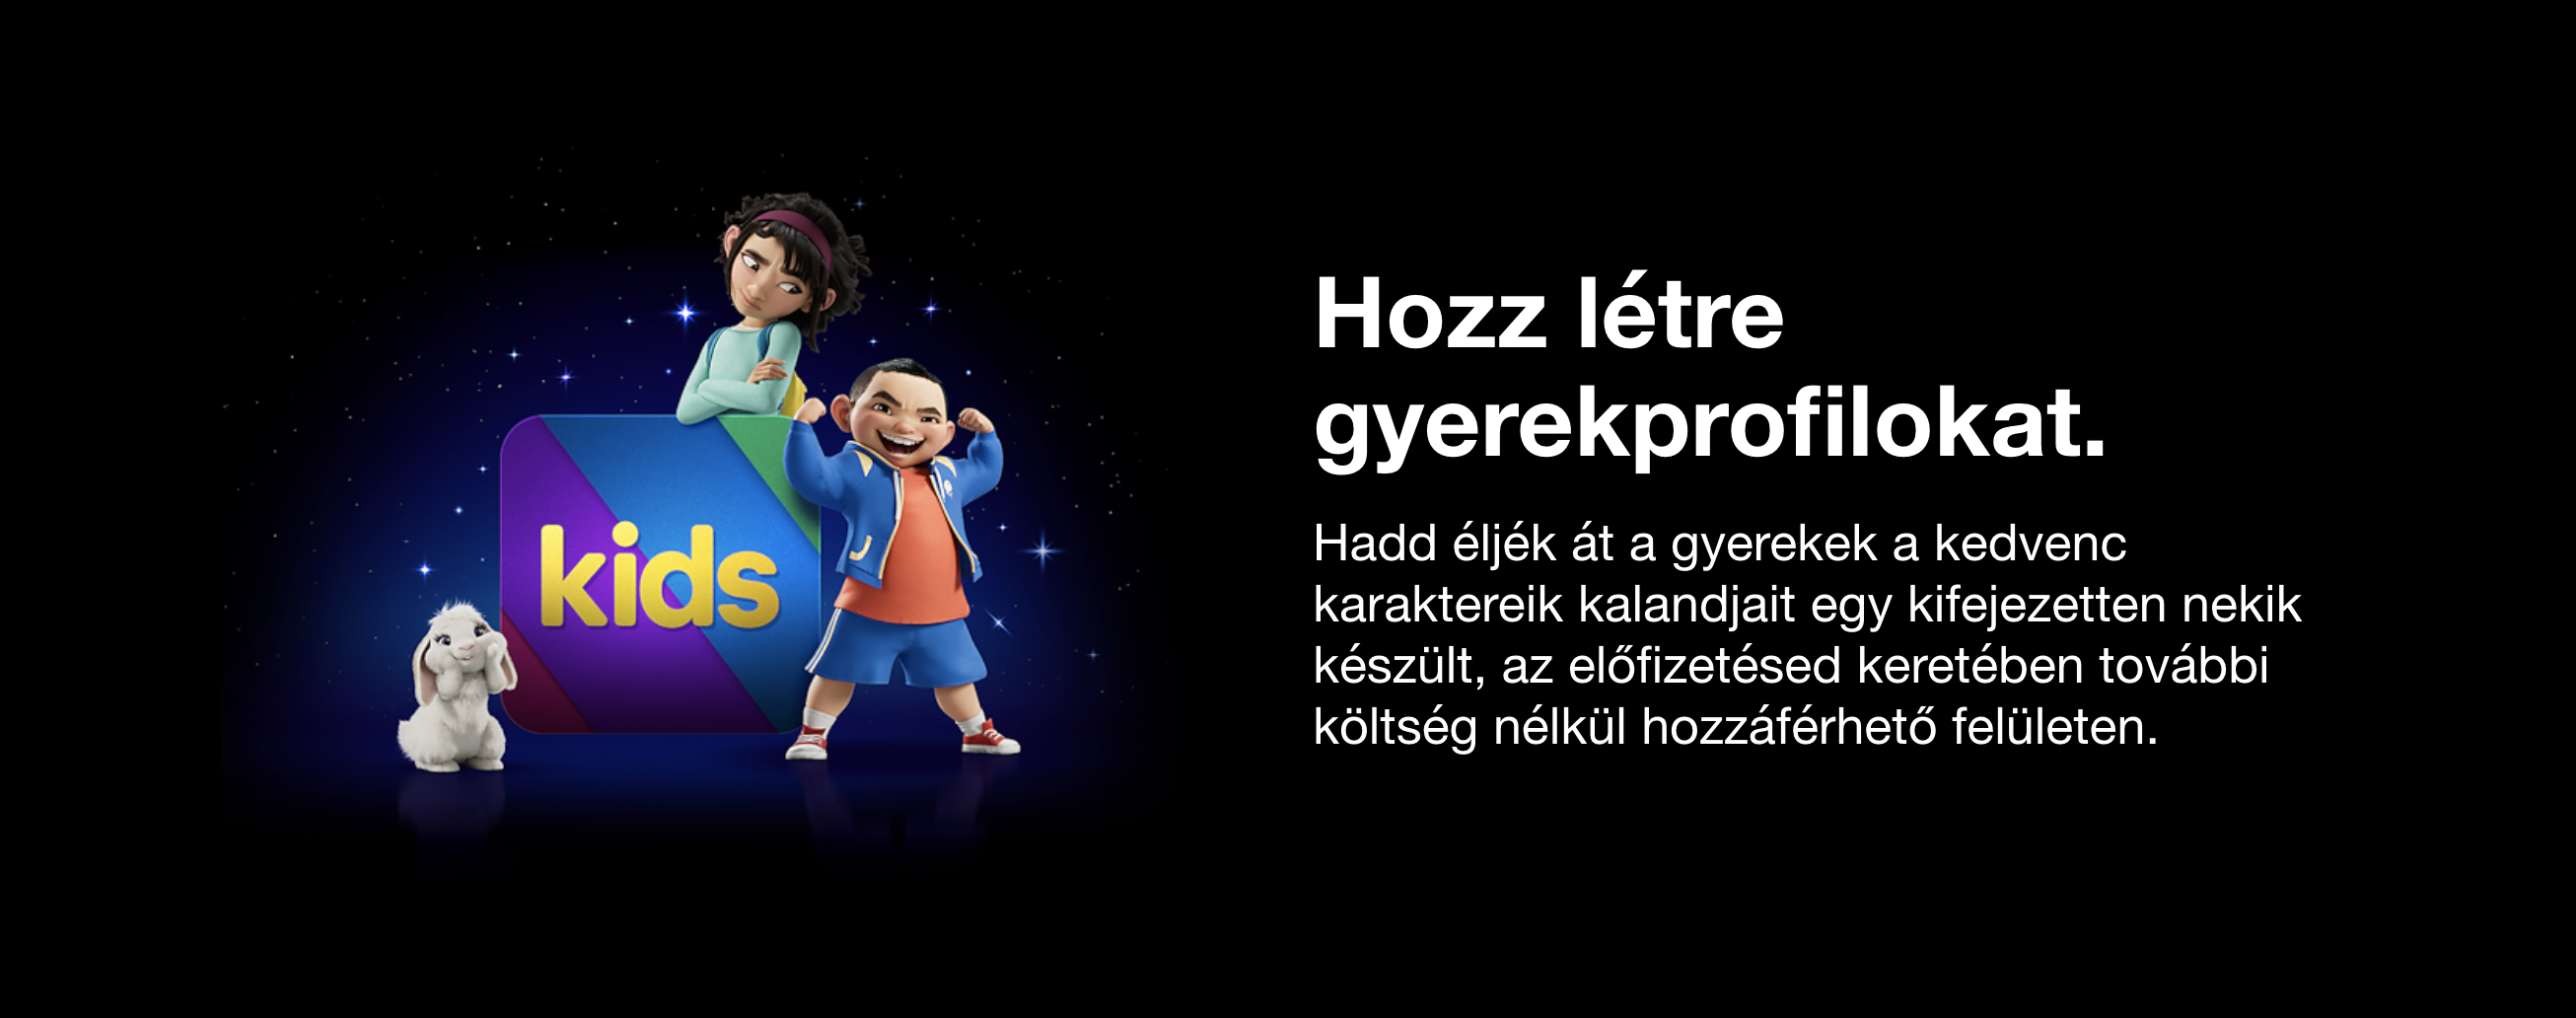 kids
Hozz létre
gyerekprofilokat.
Hadd éljék át a gyerekek a kedvenc
karaktereik kalandjait egy kifejezetten nekik
készült, az előfizetésed keretében további
költség nélkül hozzáférhető felületen.